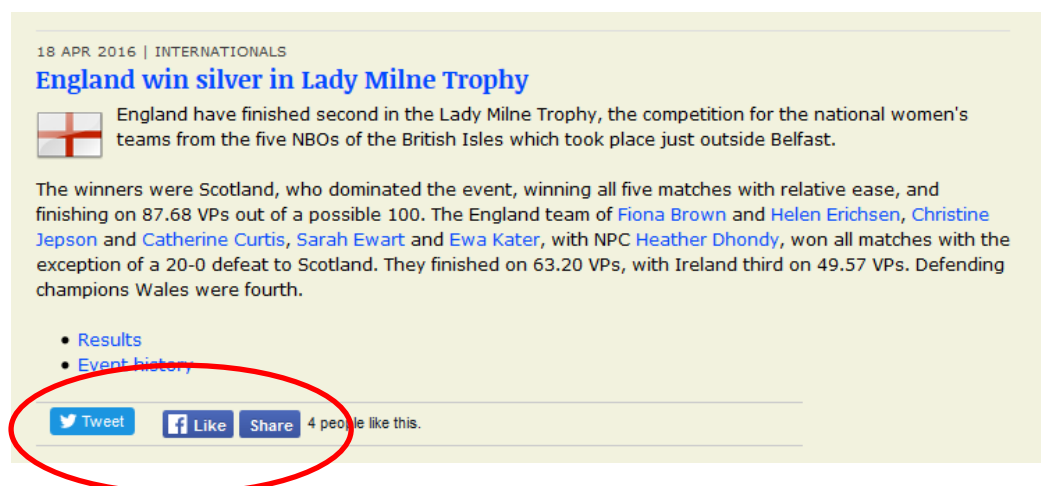 18 APR 2016 | INTERNATIONALS
England win silver in Lady Milne Trophy
England have finished second in the Lady Milne Trophy, the competition for the national women's
teams from the five NBOs of the British Isles which took place just outside Belfast.
The winners were Scotland, who dominated the event, winning all five matches with relative ease, and
finishing on 87.68 VPs out of a possible 100. The England team of Fiona Brown and Helen Erichsen, Christine
Jepson and Catherine Curtis, Sarah Ewart and Ewa Kater, with NPC Heather Dhondy, won all matches with the
exception of a 20-0 defeat to Scotland. They finished on 63.20 VPs, with Ireland third on 49.57 VPs. Defending
champions Wales were fourth.
• Results
• Event history
Tweet Like Share 4 people like this.